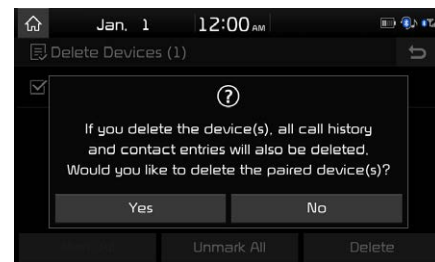 Jan. 1 12:00 AM
Delete Devices (1)
?
If you delete the device(s), all call history
and contact entries will also be deleted.
Would you like to delete the paired device(s)?
Yes No
Unmark All Delete